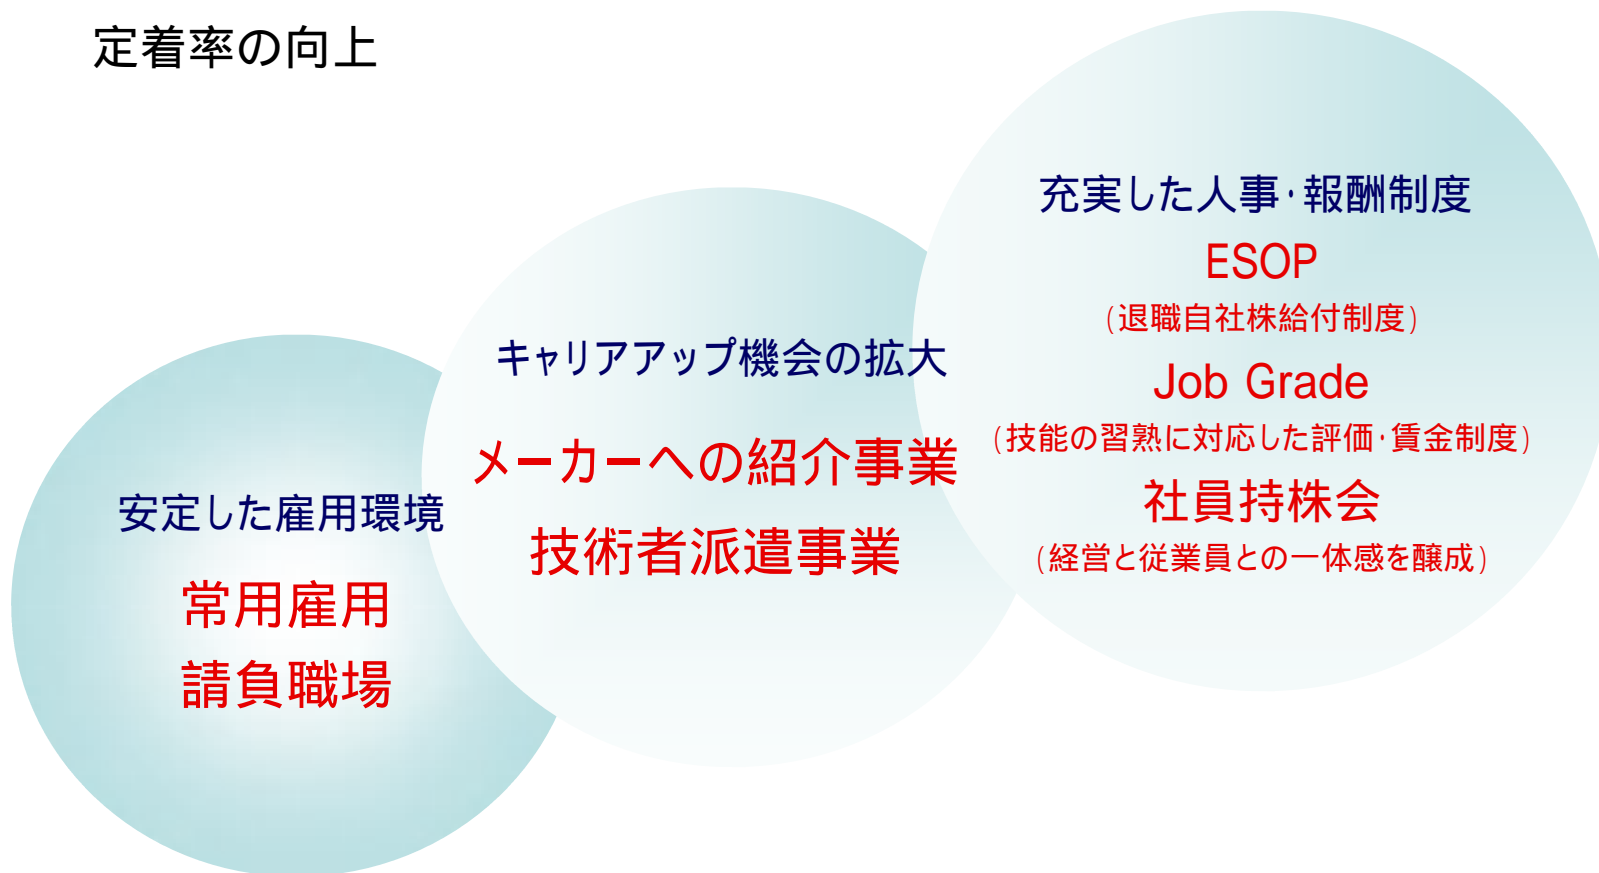 定着率の向上
安定した雇用環境
常用雇用
請負職場
キャリアアップ機会の拡大
メーカーへの紹介事業
技術者派遣事業
充実した人事・報酬制度
ESOP
(退職自社株給付制度)
Job Grade
(技能の習熟に対応した評価・賃金制度)
社員持株会
(経営と従業員との一体感を醸成)